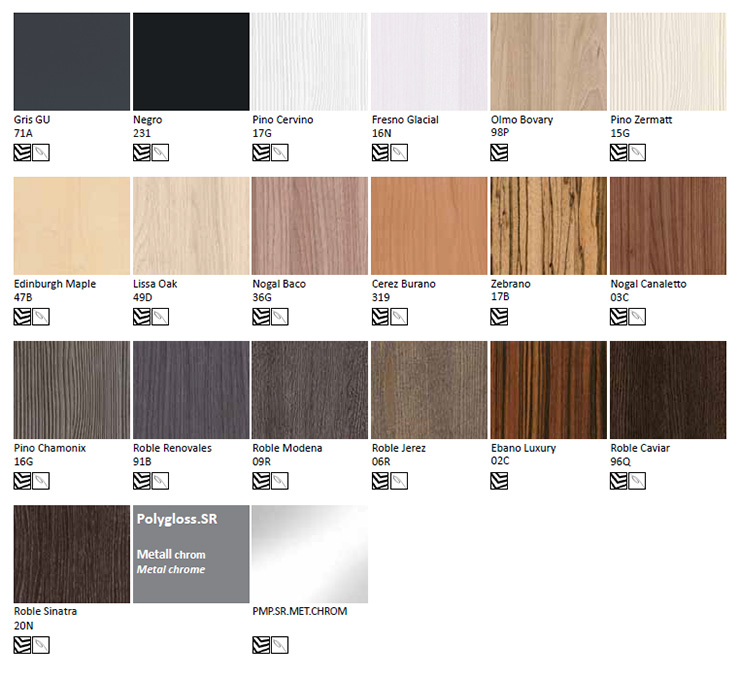 Gris GU
71A
Negro
231
Pino Cervino
17G
Fresno Glacial
16N
Olmo Bovary
98P
Pino Zermatt
15G
Edinburgh Maple
47B
Lissa Oak
49D
Nogal Baco
36G
Cerez Burano
319
Zebrano
17B
Nogal Canaletto
03C
Pino Chamonix
16G
Roble Renovales
91B
Roble Modena
09R
Roble Jerez
06R
Ebano Luxury
02C
Roble Caviar
96Q
Roble Sinatra
20N
Polygloss.SR
Metall chrom
Metal chrome
PMP.SR.MET.CHROM